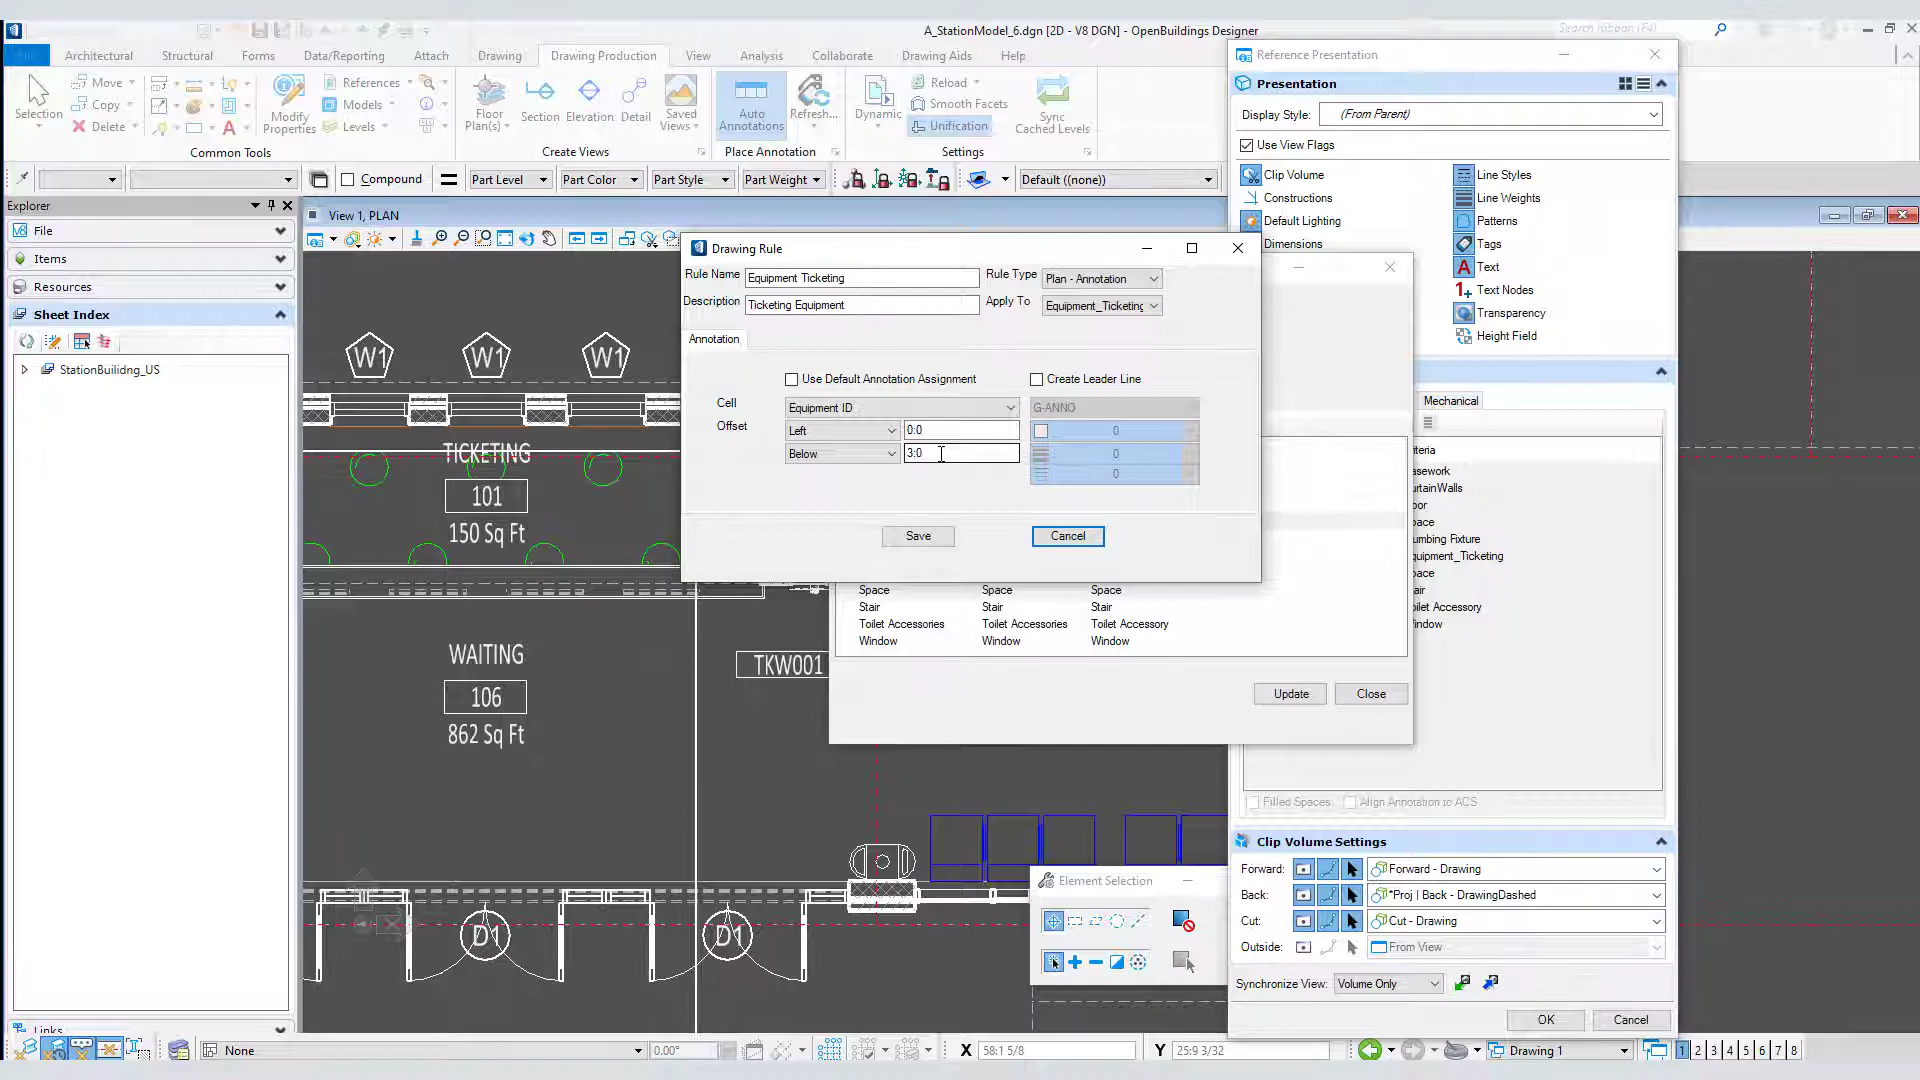 A_StationModel_6.dgn [2D - V8 DGN] - OpenBuildings Designer
Search Ribbon (F4)
Architectural Structural Forms Data/Reporting Attach Drawing Drawing Production View Analysis Collaborate Drawing Aids Help
Selection
Move
Copy
Delete
Modify Properties
References
Models
Levels
Common Tools
Floor Plan(s)
Section
Elevation
Detail
Saved Views
Create Views
Auto Annotations
Refresh...
Place Annotation
Dynamic
Reload
Smooth Facets
Unification
Sync Cached Levels
Settings
Compound
Part Level
Part Color
Part Style
Part Weight
Default ((none))
Explorer
File
Items
Resources
Sheet Index
StationBuilidng_US
Links
View 1, PLAN
W1 W1 W1
TICKETING
101
150 Sq Ft
WAITING
106
862 Sq Ft
TKW001
D1 D1
Drawing Rule
Rule Name Equipment Ticketing Rule Type Plan - Annotation
Description Ticketing Equipment Apply To Equipment_Ticketing
Annotation
Use Default Annotation Assignment
Create Leader Line
Cell Equipment ID G-ANNO
Offset Left 0:0 0
Below 3:0 0
0
Save Cancel
Space Space Space
Stair Stair Stair
Toilet Accessories Toilet Accessories Toilet Accessory
Window Window Window
Update Close
Reference Presentation
Presentation
Display Style: (From Parent)
Use View Flags
Clip Volume Line Styles
Constructions Line Weights
Default Lighting Patterns
Dimensions Tags
Text
Text Nodes
Transparency
Height Field
Mechanical
Filled Spaces Align Annotation to ACS
Clip Volume Settings
Forward: Forward - Drawing
Back: *Proj | Back - DrawingDashed
Cut: Cut - Drawing
Outside: From View
Synchronize View: Volume Only
OK Cancel
Element Selection
None 0.00° X 58:1 5/8 Y 25:9 3/32 Drawing 1 1 2 3 4 5 6 7 8